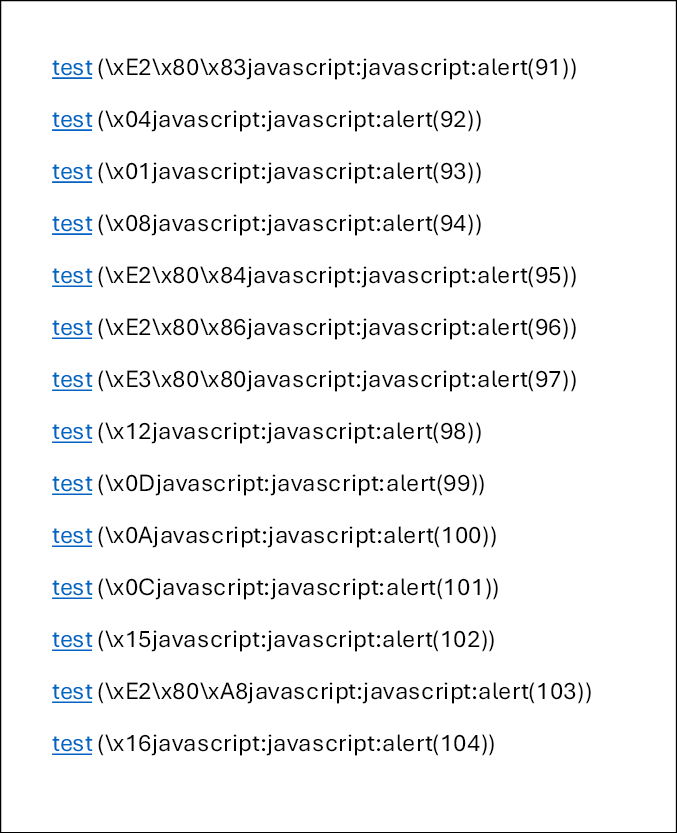 test (\xE2\x80\x83javascript:javascript:alert(91))
test (\x04javascript:javascript:alert(92))
test (\x01javascript:javascript:alert(93))
test (\x08javascript:javascript:alert(94))
test (\xE2\x80\x84javascript:javascript:alert(95))
test (\xE2\x80\x86javascript:javascript:alert(96))
test (\xE3\x80\x80javascript:javascript:alert(97))
test (\x12javascript:javascript:alert(98))
test (\x0Djavascript:javascript:alert(99))
test (\x0Ajavascript:javascript:alert(100))
test (\x0Cjavascript:javascript:alert(101))
test (\x15javascript:javascript:alert(102))
test (\xE2\x80\xA8javascript:javascript:alert(103))
test (\x16javascript:javascript:alert(104))